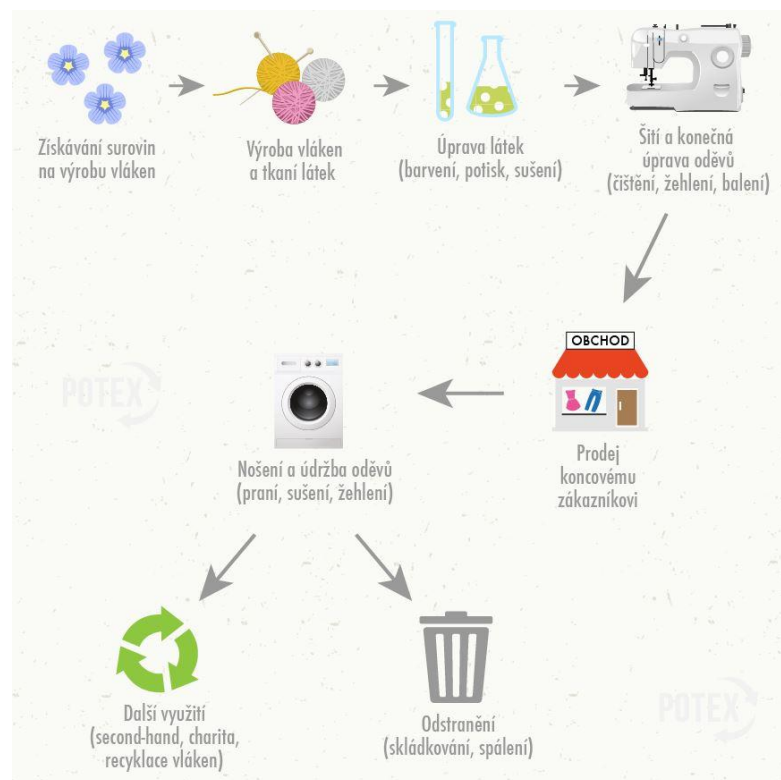 Získávání surovin
na výrobu vláken
Výroba vláken
a tkaní látek
Úprava látek
(barvení, potisk, sušení)
Šití a konečná
úprava oděvů
(čištění, žehlení, balení)
OBCHOD
Prodej
koncovému
zákazníkovi
POTEX
Nošení a údržba oděvů
(praní, sušení, žehlení)
Další využití
(second-hand, charita,
recyklace vláken)
Odstranění
(skládkování, spálení)
POTEX